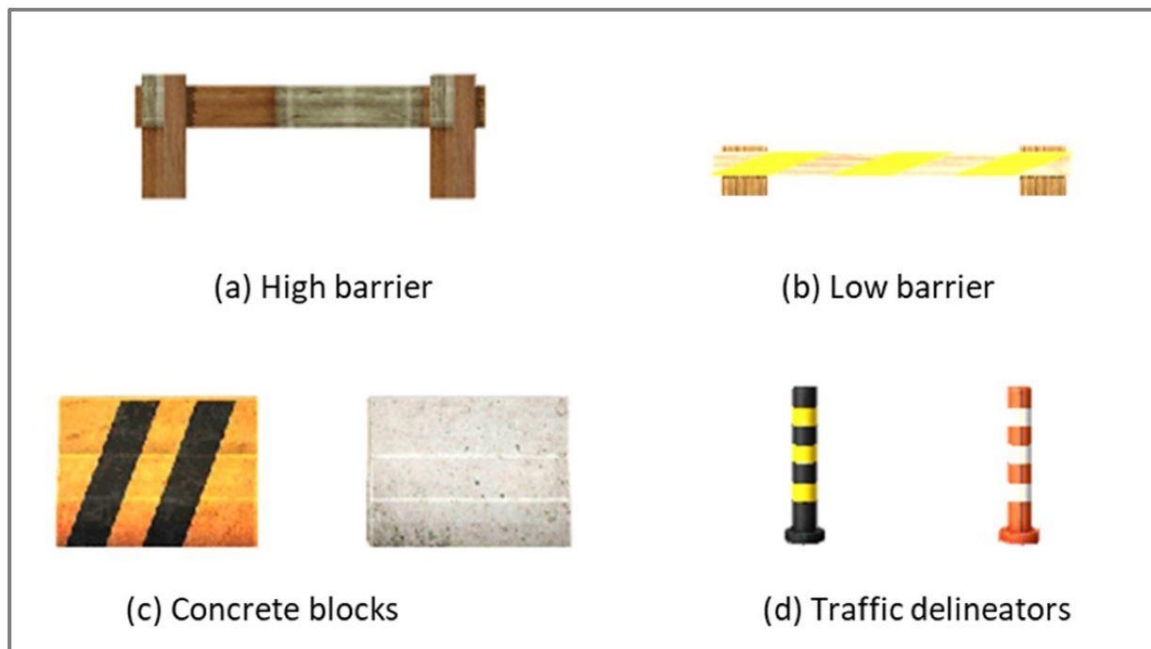 (a) High barrier
(b) Low barrier
(c) Concrete blocks
(d) Traffic delineators